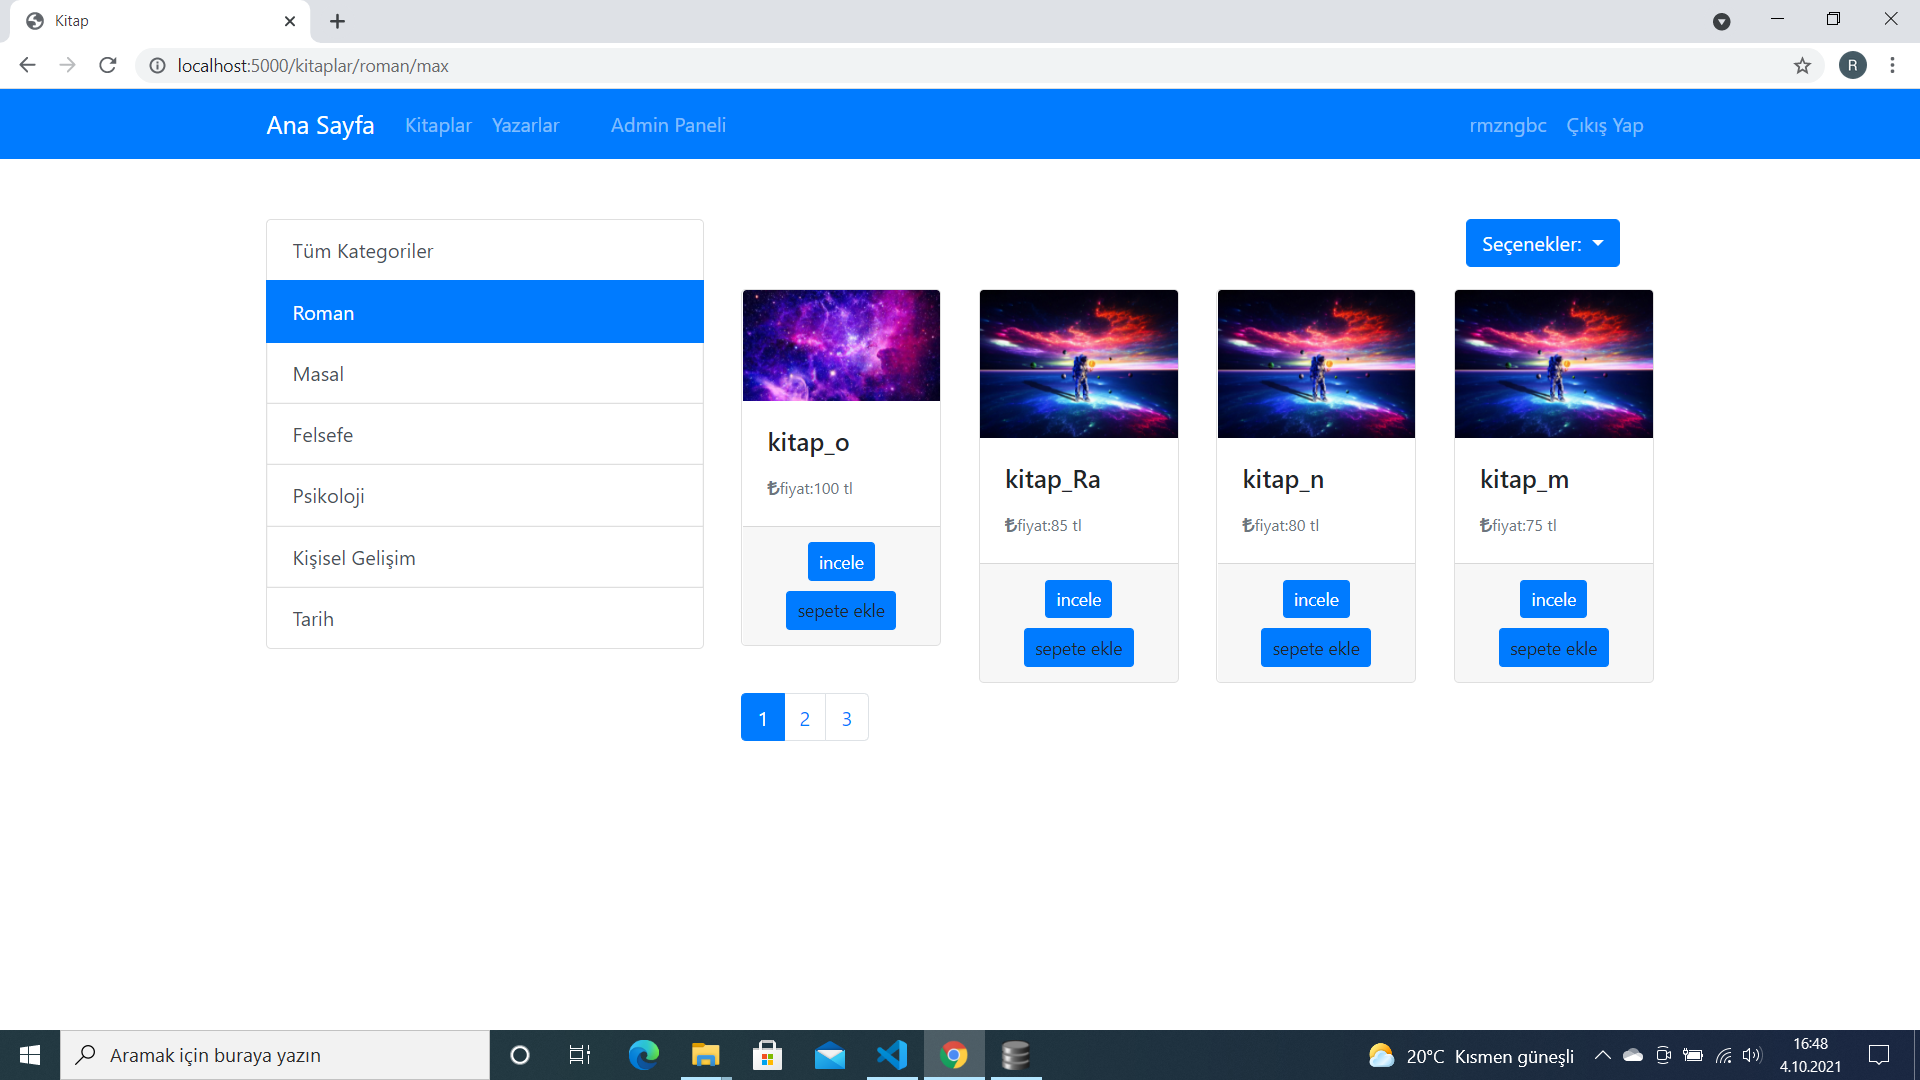 Kitap
localhost:5000/kitaplar/roman/max
R
Ana Sayfa Kitaplar Yazarlar Admin Paneli rmzngbc Çıkış Yap
Seçenekler:
Tüm Kategoriler
Roman
Masal
Felsefe
Psikoloji
Kişisel Gelişim
Tarih
kitap_o
₺fiyat:100 tl
incele
sepete ekle
kitap_Ra
₺fiyat:85 tl
incele
sepete ekle
kitap_n
₺fiyat:80 tl
incele
sepete ekle
kitap_m
₺fiyat:75 tl
incele
sepete ekle
1 2 3
Aramak için buraya yazın
20°C Kısmen güneşli
16:48
4.10.2021